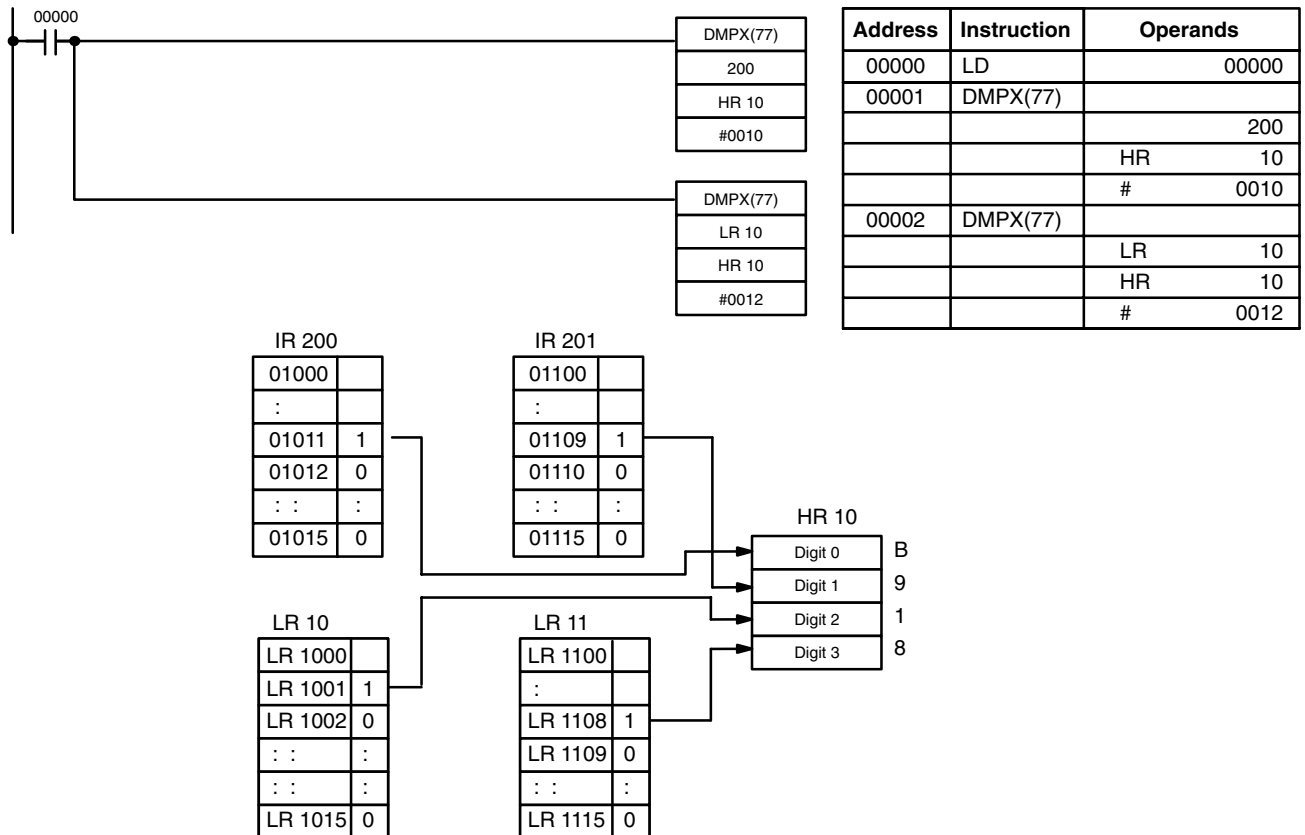 00000
DMPX(77)
200
HR 10
#0010
DMPX(77)
LR 10
HR 10
#0012
Address Instruction Operands
00000 LD 00000
00001 DMPX(77)
200
HR 10
# 0010
00002 DMPX(77)
LR 10
HR 10
# 0012
IR 200
01000
:
01011 1
01012 0
: : :
01015 0
IR 201
01100
:
01109 1
01110 0
: : :
01115 0
HR 10
Digit 0 B
Digit 1 9
Digit 2 1
Digit 3 8
LR 10
LR 1000
LR 1001 1
LR 1002 0
: : :
: : :
LR 1015 0
LR 11
LR 1100
:
LR 1108 1
LR 1109 0
: : :
LR 1115 0